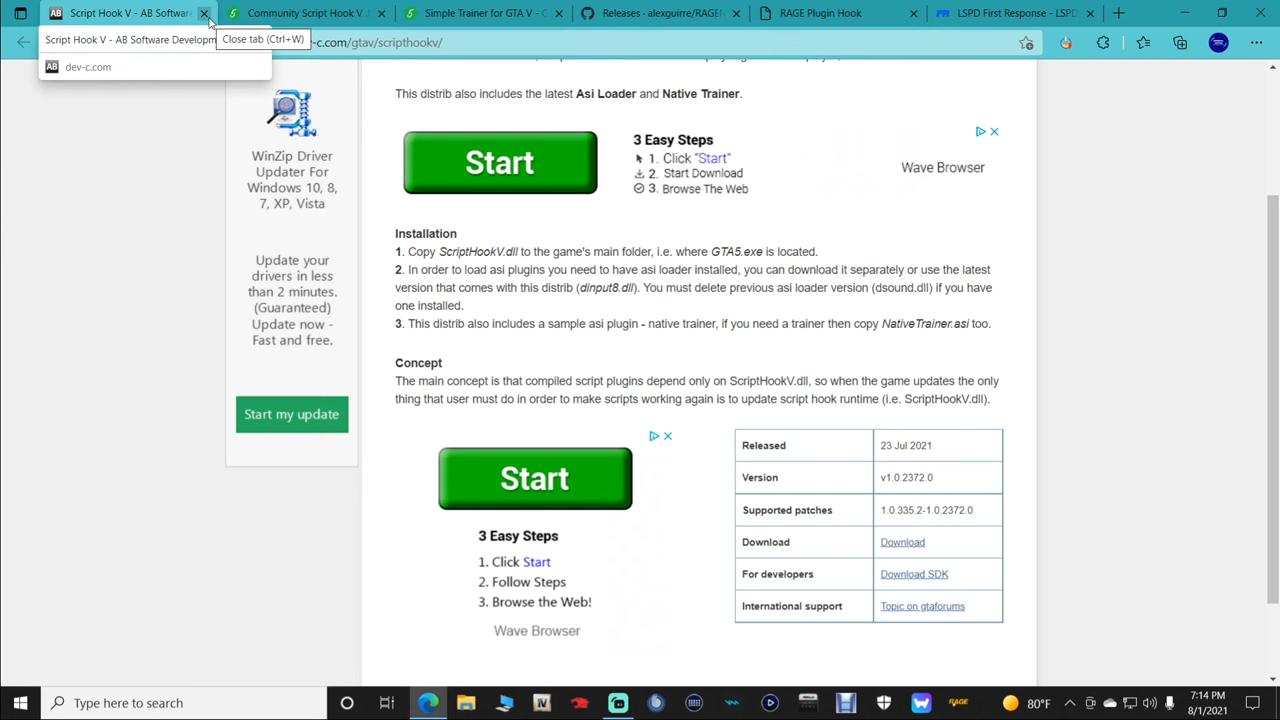 Script Hook V - AB Software
Community Script Hook V
Simple Trainer for GTA V - G
Releases · alexguirre/RAGEN
RAGE Plugin Hook
LSPD First Response - LSPD
Script Hook V - AB Software Developm
Close tab (Ctrl+W)
-c.com/gtav/scripthookv/
dev-c.com
This distrib also includes the latest Asi Loader and Native Trainer.
WinZip Driver
Updater For
Windows 10, 8,
7, XP, Vista
Update your
drivers in less
than 2 minutes.
(Guaranteed)
Update now -
Fast and free.
Start my update
Start
3 Easy Steps
1. Click "Start"
2. Start Download
3. Browse The Web
Wave Browser
Installation
1. Copy ScriptHookV.dll to the game's main folder, i.e. where GTA5.exe is located.
2. In order to load asi plugins you need to have asi loader installed, you can download it separately or use the latest
version that comes with this distrib (dinput8.dll). You must delete previous asi loader version (dsound.dll) if you have
one installed.
3. This distrib also includes a sample asi plugin - native trainer, if you need a trainer then copy NativeTrainer.asi too.
Concept
The main concept is that compiled script plugins depend only on ScriptHookV.dll, so when the game updates the only
thing that user must do in order to make scripts working again is to update script hook runtime (i.e. ScriptHookV.dll).
Start
3 Easy Steps
1. Click Start
2. Follow Steps
3. Browse the Web!
Wave Browser
Released 23 Jul 2021
Version v1.0.2372.0
Supported patches 1.0.335.2-1.0.2372.0
Download Download
For developers Download SDK
International support Topic on gtaforums
Type here to search
80°F
7:14 PM
8/1/2021